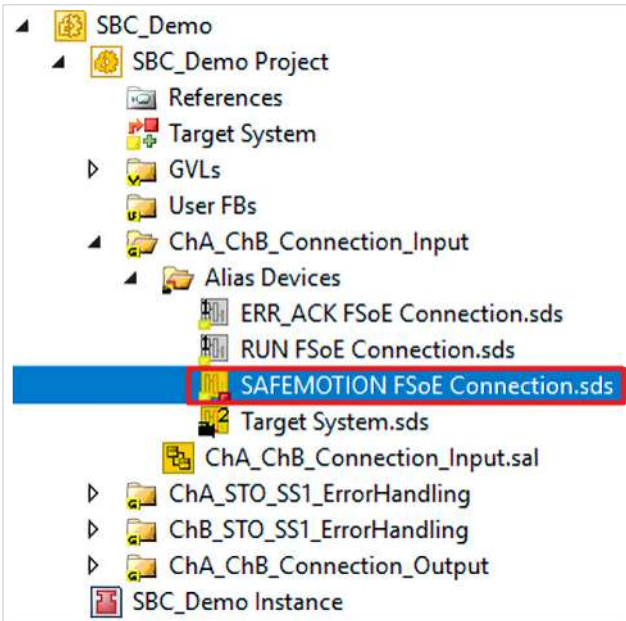 SBC_Demo
SBC_Demo Project
References
Target System
GVLs
User FBs
ChA_ChB_Connection_Input
Alias Devices
ERR_ACK FSoE Connection.sds
RUN FSoE Connection.sds
SAFEMOTION FSoE Connection.sds
Target System.sds
ChA_ChB_Connection_Input.sal
ChA_STO_SS1_ErrorHandling
ChB_STO_SS1_ErrorHandling
ChA_ChB_Connection_Output
SBC_Demo Instance